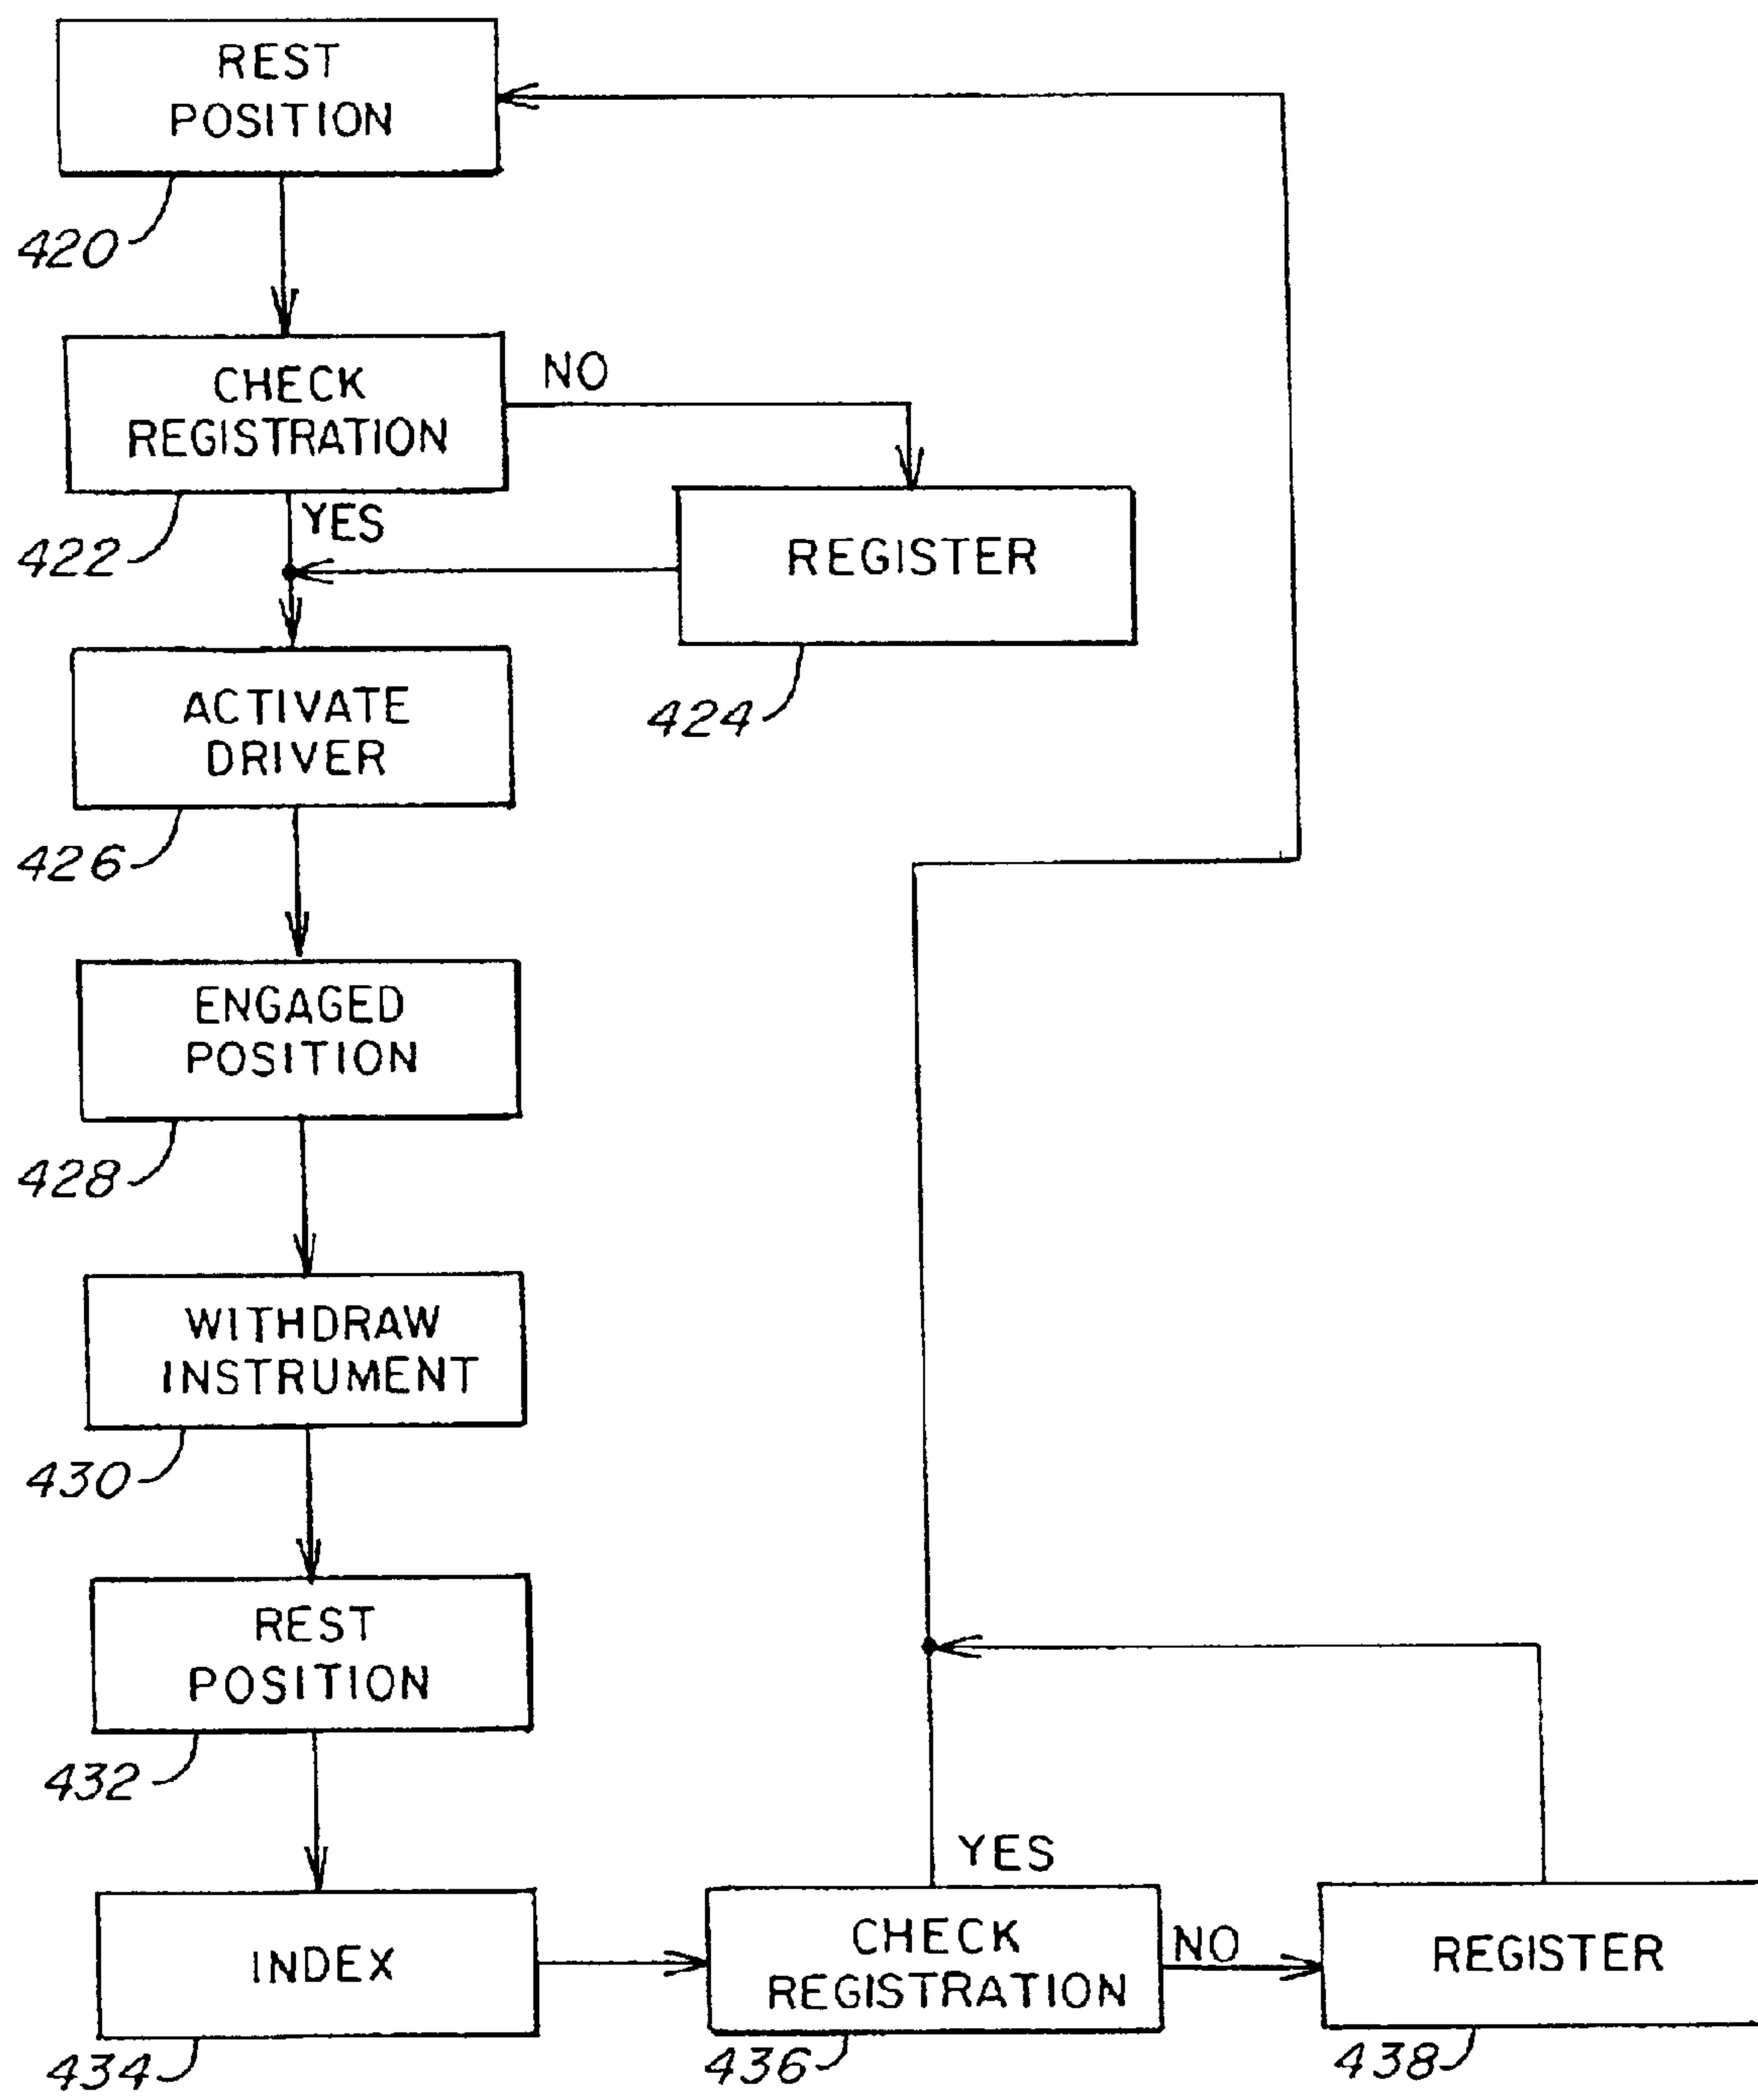 REST
POSITION
420
CHECK
REGISTRATION
NO
YES
422
REGISTER
424
ACTIVATE
DRIVER
426
ENGAGED
POSITION
428
WITHDRAW
INSTRUMENT
430
REST
POSITION
432
INDEX
434
YES
CHECK
REGISTRATION
NO
436
REGISTER
438